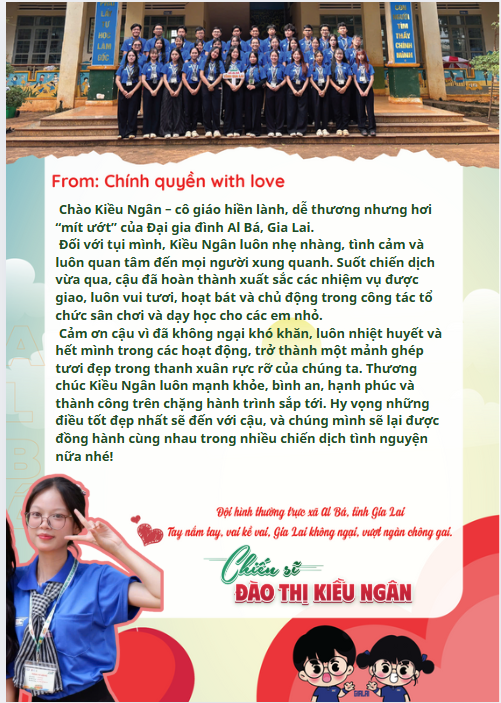 From: Chính quyền with love
Chào Kiều Ngân – cô giáo hiền lành, dễ thương nhưng hơi
“mít ướt” của Đại gia đình Al Bá, Gia Lai.
Đối với tụi mình, Kiều Ngân luôn nhẹ nhàng, tình cảm và
luôn quan tâm đến mọi người xung quanh. Suốt chiến dịch
vừa qua, cậu đã hoàn thành xuất sắc các nhiệm vụ được
giao, luôn vui tươi, hoạt bát và chủ động trong công tác tổ
chức sân chơi và dạy học cho các em nhỏ.
Cảm ơn cậu vì đã không ngại khó khăn, luôn nhiệt huyết và
hết mình trong các hoạt động, trở thành một mảnh ghép
tươi đẹp trong thanh xuân rực rỡ của chúng ta. Thương
chúc Kiều Ngân luôn mạnh khỏe, bình an, hạnh phúc và
thành công trên chặng hành trình sắp tới. Hy vọng những
điều tốt đẹp nhất sẽ đến với cậu, và chúng mình sẽ lại được
đồng hành cùng nhau trong nhiều chiến dịch tình nguyện
nữa nhé!
Đội hình thường trực xã Al Bá, tỉnh Gia Lai
Tay nắm tay, vai kề vai, Gia Lai không ngại, vượt ngàn chông gai.
Chiến sĩ
ĐÀO THỊ KIỀU NGÂN